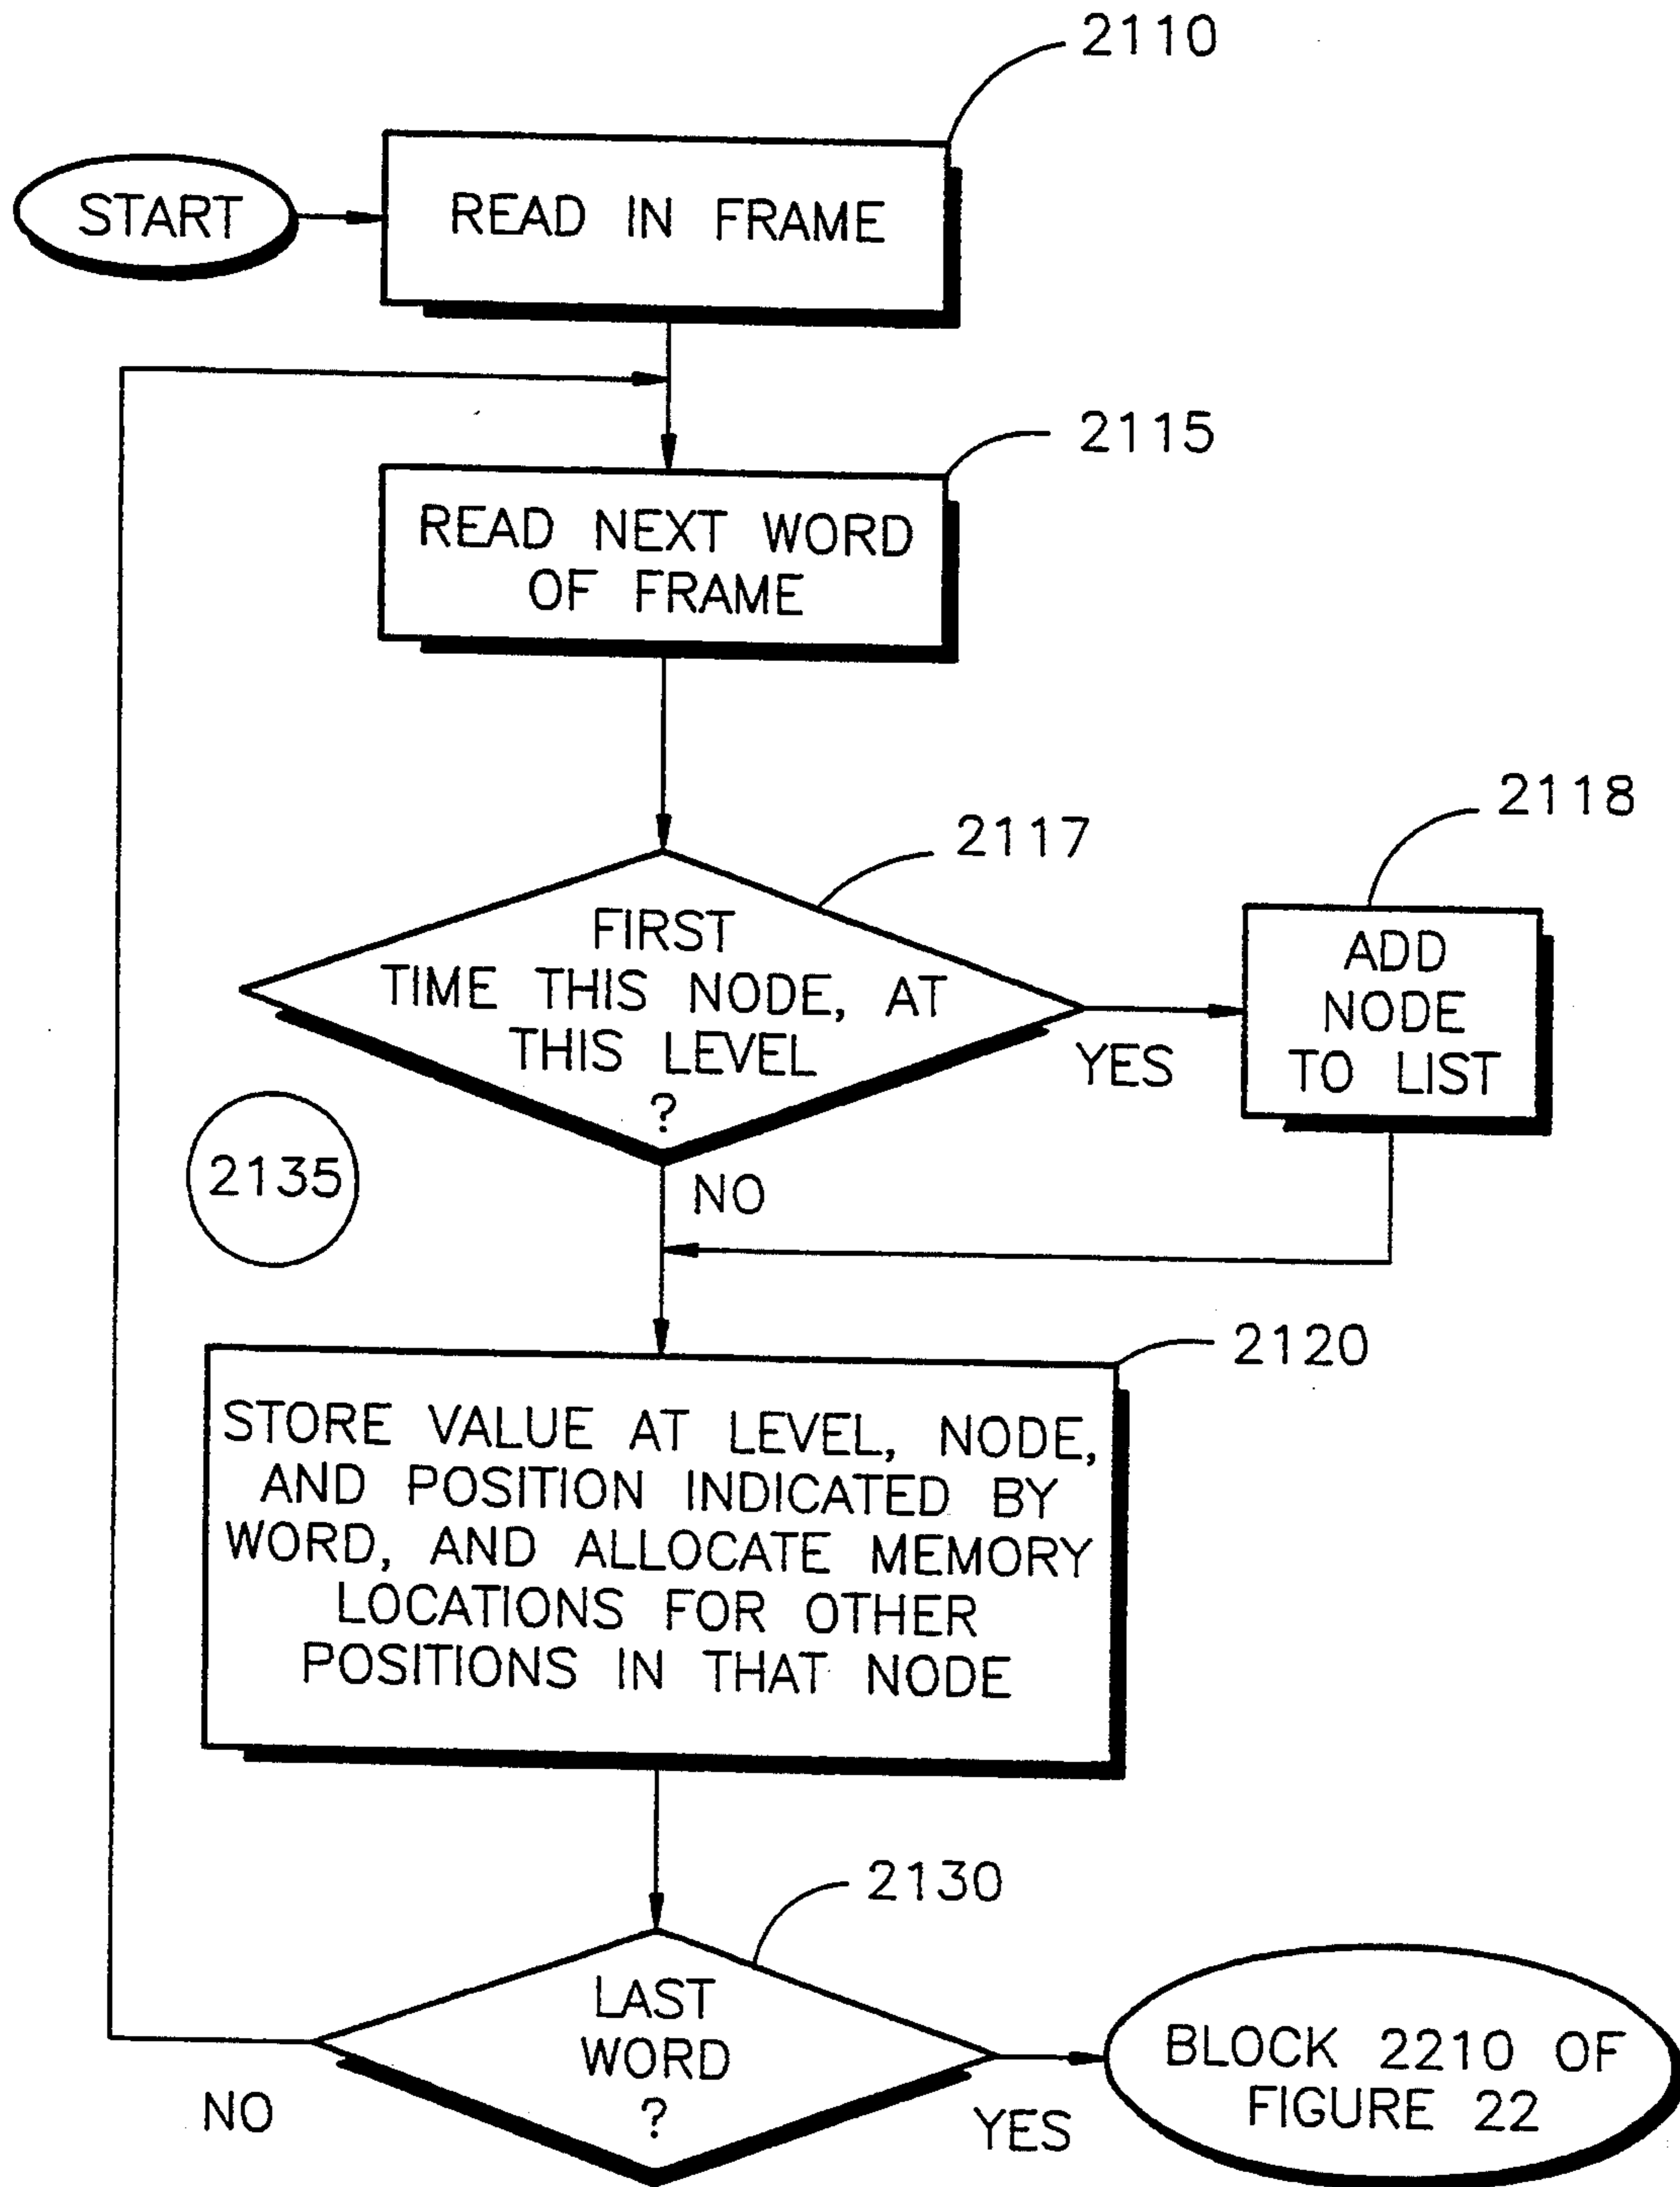 2110
START
READ IN FRAME
2115
READ NEXT WORD
OF FRAME
2117
2118
FIRST
TIME THIS NODE, AT
THIS LEVEL
?
YES
ADD
NODE
TO LIST
2135
NO
2120
STORE VALUE AT LEVEL, NODE,
AND POSITION INDICATED BY
WORD, AND ALLOCATE MEMORY
LOCATIONS FOR OTHER
POSITIONS IN THAT NODE
2130
LAST
WORD
?
NO
YES
BLOCK 2210 OF
FIGURE 22